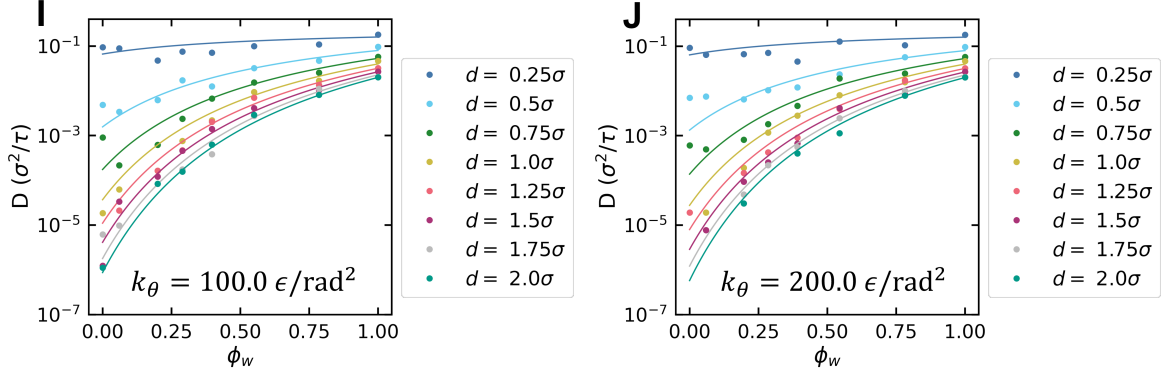 I
10⁻¹
10⁻³
10⁻⁵
10⁻⁷
D (σ²/τ)
0.00 0.25 0.50 0.75 1.00
ϕ_w
k_θ = 100.0 ϵ/rad²
d = 0.25σ
d = 0.5σ
d = 0.75σ
d = 1.0σ
d = 1.25σ
d = 1.5σ
d = 1.75σ
d = 2.0σ
J
10⁻¹
10⁻³
10⁻⁵
10⁻⁷
D (σ²/τ)
0.00 0.25 0.50 0.75 1.00
ϕ_w
k_θ = 200.0 ϵ/rad²
d = 0.25σ
d = 0.5σ
d = 0.75σ
d = 1.0σ
d = 1.25σ
d = 1.5σ
d = 1.75σ
d = 2.0σ